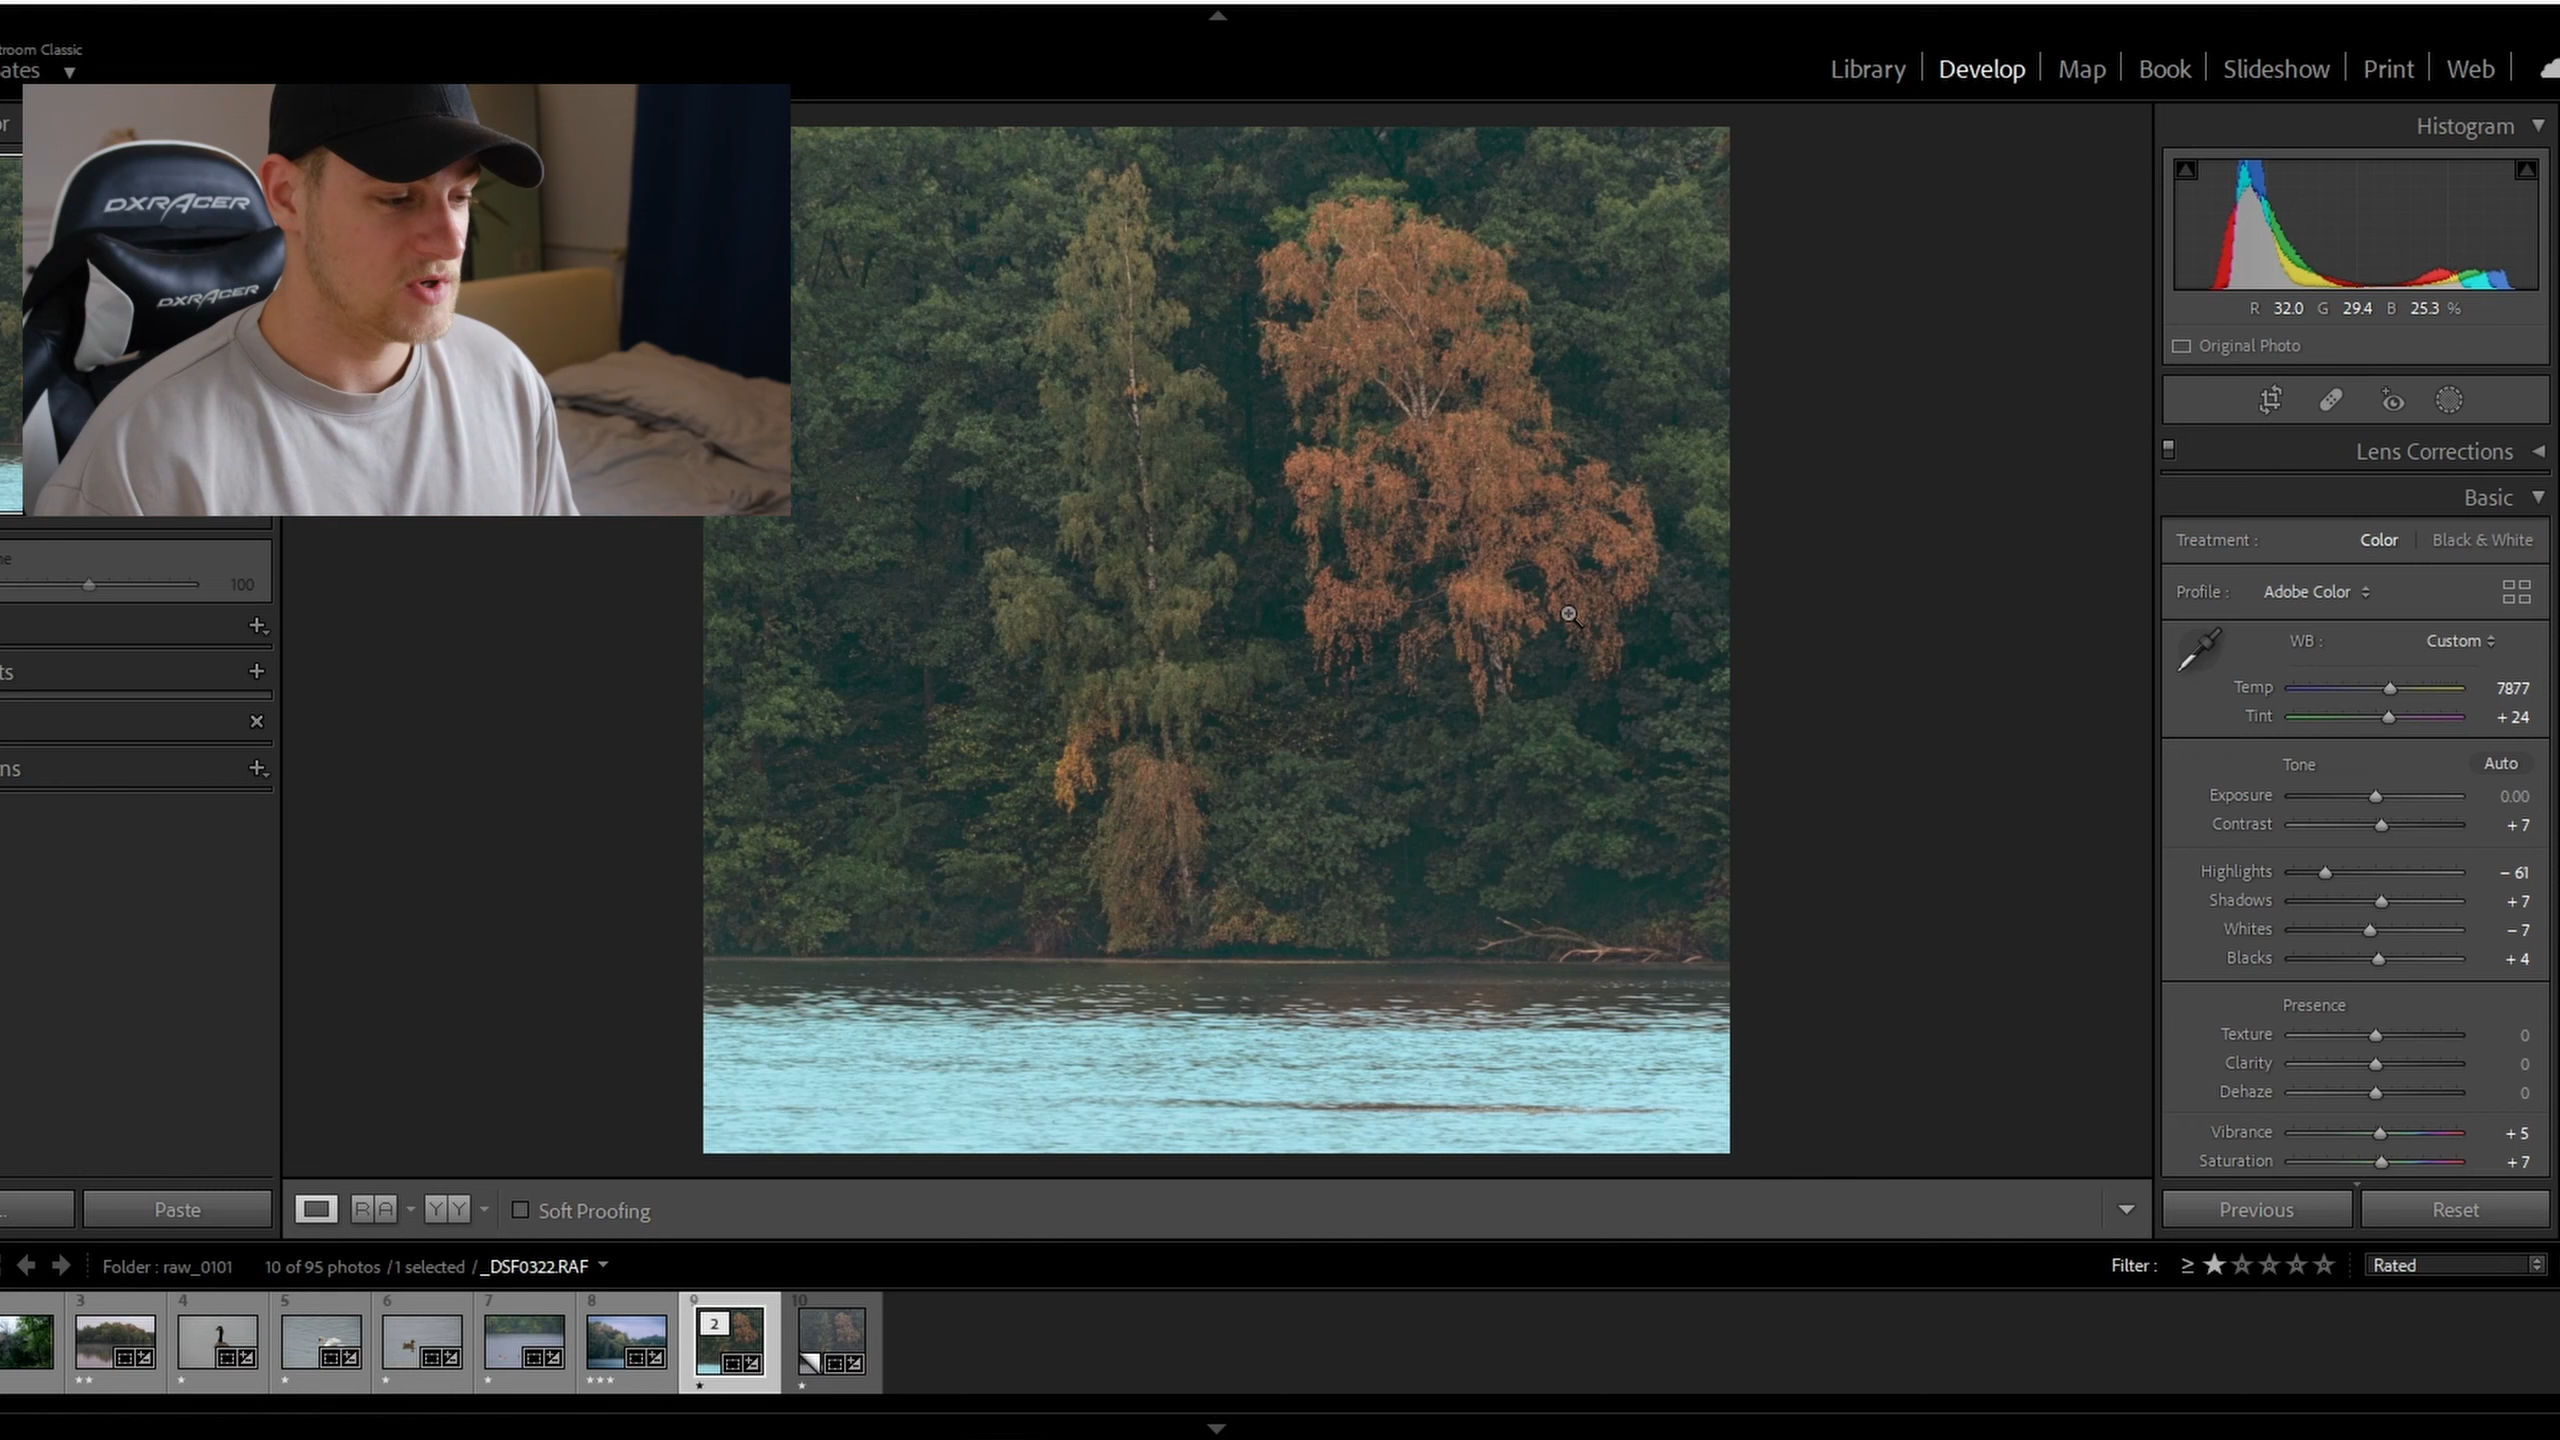 troom Classic
ates
Library | Develop | Map | Book | Slideshow | Print | Web |
or
DXRACER
DXRACER
Histogram
R 32.0 G 29.4 B 25.3 %
Original Photo
Lens Corrections
Basic
Treatment : Color Black & White
Profile : Adobe Color
WB : Custom
Temp 7877
Tint + 24
Tone Auto
Exposure 0.00
Contrast + 7
Highlights − 61
Shadows + 7
Whites − 7
Blacks + 4
Presence
Texture 0
Clarity 0
Dehaze 0
Vibrance + 5
Saturation + 7
Previous Reset
ne
100
ts
ns
... Paste
R A Y Y Soft Proofing
Folder : raw_0101 10 of 95 photos /1 selected /_DSF0322.RAF
Filter : ≥ Rated
3 4 5 6 7 8 9 10
2